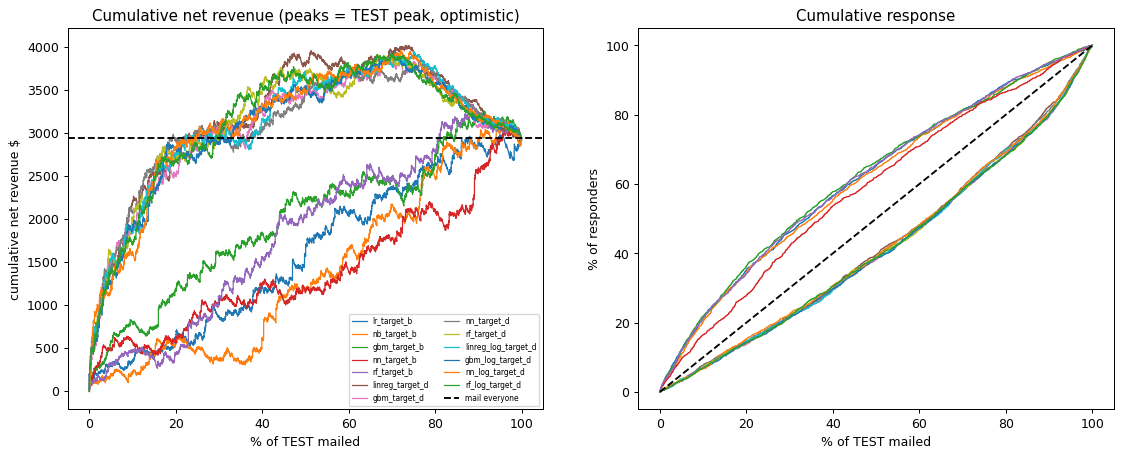 Cumulative net revenue (peaks = TEST peak, optimistic)
cumulative net revenue $
4000
3500
3000
2500
2000
1500
1000
500
0
lr_target_b
nb_target_b
gbm_target_b
nn_target_b
rf_target_b
linreg_target_d
gbm_target_d
nn_target_d
rf_target_d
linreg_log_target_d
gbm_log_target_d
nn_log_target_d
rf_log_target_d
mail everyone
0 20 40 60 80 100
% of TEST mailed
Cumulative response
% of responders
100
80
60
40
20
0
0 20 40 60 80 100
% of TEST mailed